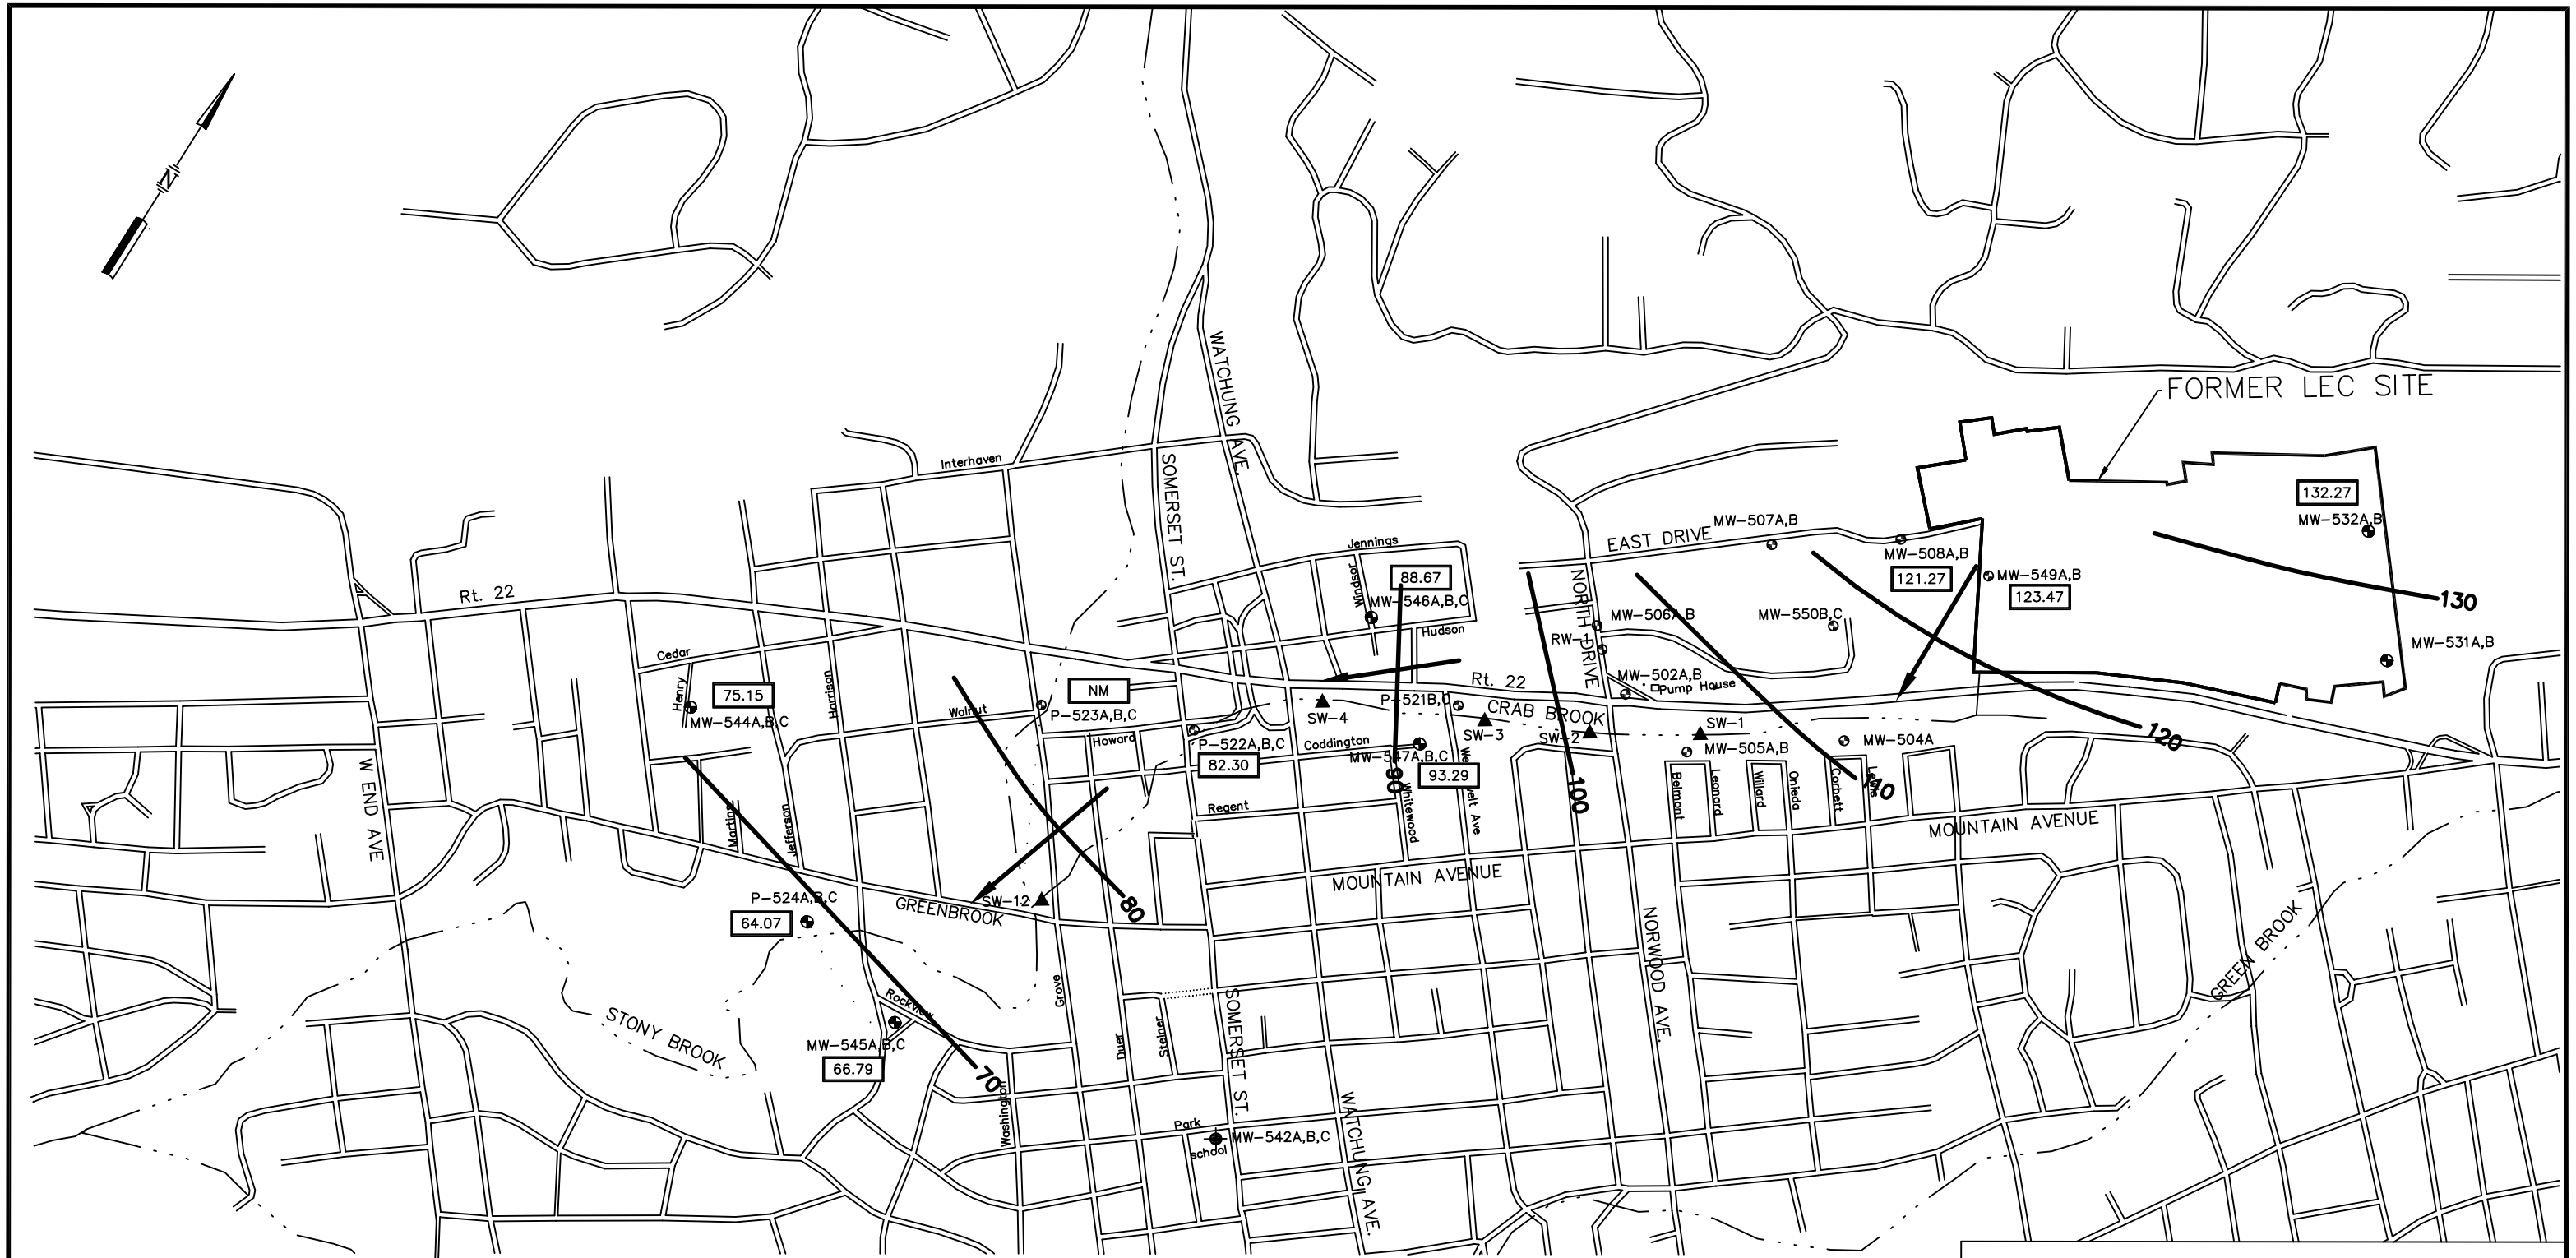 N
WATCHUNG AVE.
FORMER LEC SITE
Interhaven
SOMERSET ST.
132.27
MW-532A,B
MW-507A,B
EAST DRIVE
Jennings
Windsor
88.67
MW-546A,B,C
Hudson
MW-508A,B
121.27
MW-549A,B
123.47
130
Rt. 22
NORTH DRIVE
MW-506A,B
RW-1
MW-550B,C
MW-531A,B
Cedar
Henry
75.15
MW-544A,B,C
Harrison
Walnut
NM
P-523A,B,C
Rt. 22
MW-502A,B
Pump House
SW-4
P-521B,C
CRAB BROOK
SW-3
SW-2
SW-1
MW-505A,B
MW-504A
120
W END AVE
Howard
P-522A,B,C
82.30
Coddington
MW-547A,B,C
93.29
90
100
110
Whitewood
Belmont
Leonard
Willard
Onieda
Corbett
Lewis
Regent
Martins
Jefferson
MOUNTAIN AVENUE
MOUNTAIN AVENUE
P-524A,B,C
64.07
GREENBROOK
SW-12
80
NORWOOD AVE.
GREEN BROOK
STONY BROOK
Rockview
Grove
MW-545A,B,C
66.79
70
Washington
Duer
Steiner
SOMERSET ST.
Park
school
MW-542A,B,C
WATCHUNG AVE.